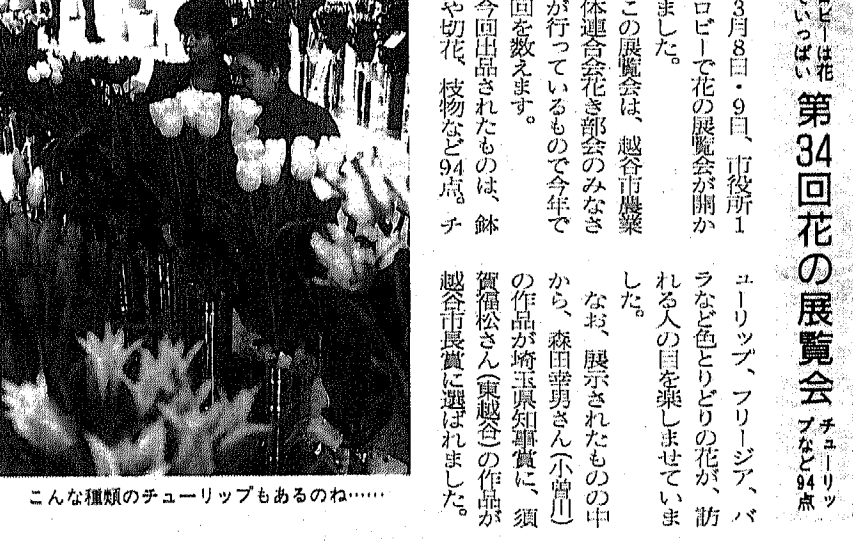 ビーは花
でいっぱい
第34回花の展覧会
チューリッ
プなど94点
3月8日・9日、市役所1
ロビーで花の展覧会が開か
ました。
この展覧会は、越谷市農業
体連合会花き部会のみなさ
が行っているもので今年で
回を数えます。
今回出品されたものは、鉢
や切花、枝物など94点。チ
ューリップ、フリージア、バ
ラなど色とりどりの花が、訪
れる人の目を楽しませていま
した。
なお、展示されたものの中
から、森田幸男さん(小曽川)
の作品が埼玉県知事賞に、須
賀福松さん(東越谷)の作品が
越谷市長賞に選ばれました。
こんな種類のチューリップもあるのね……